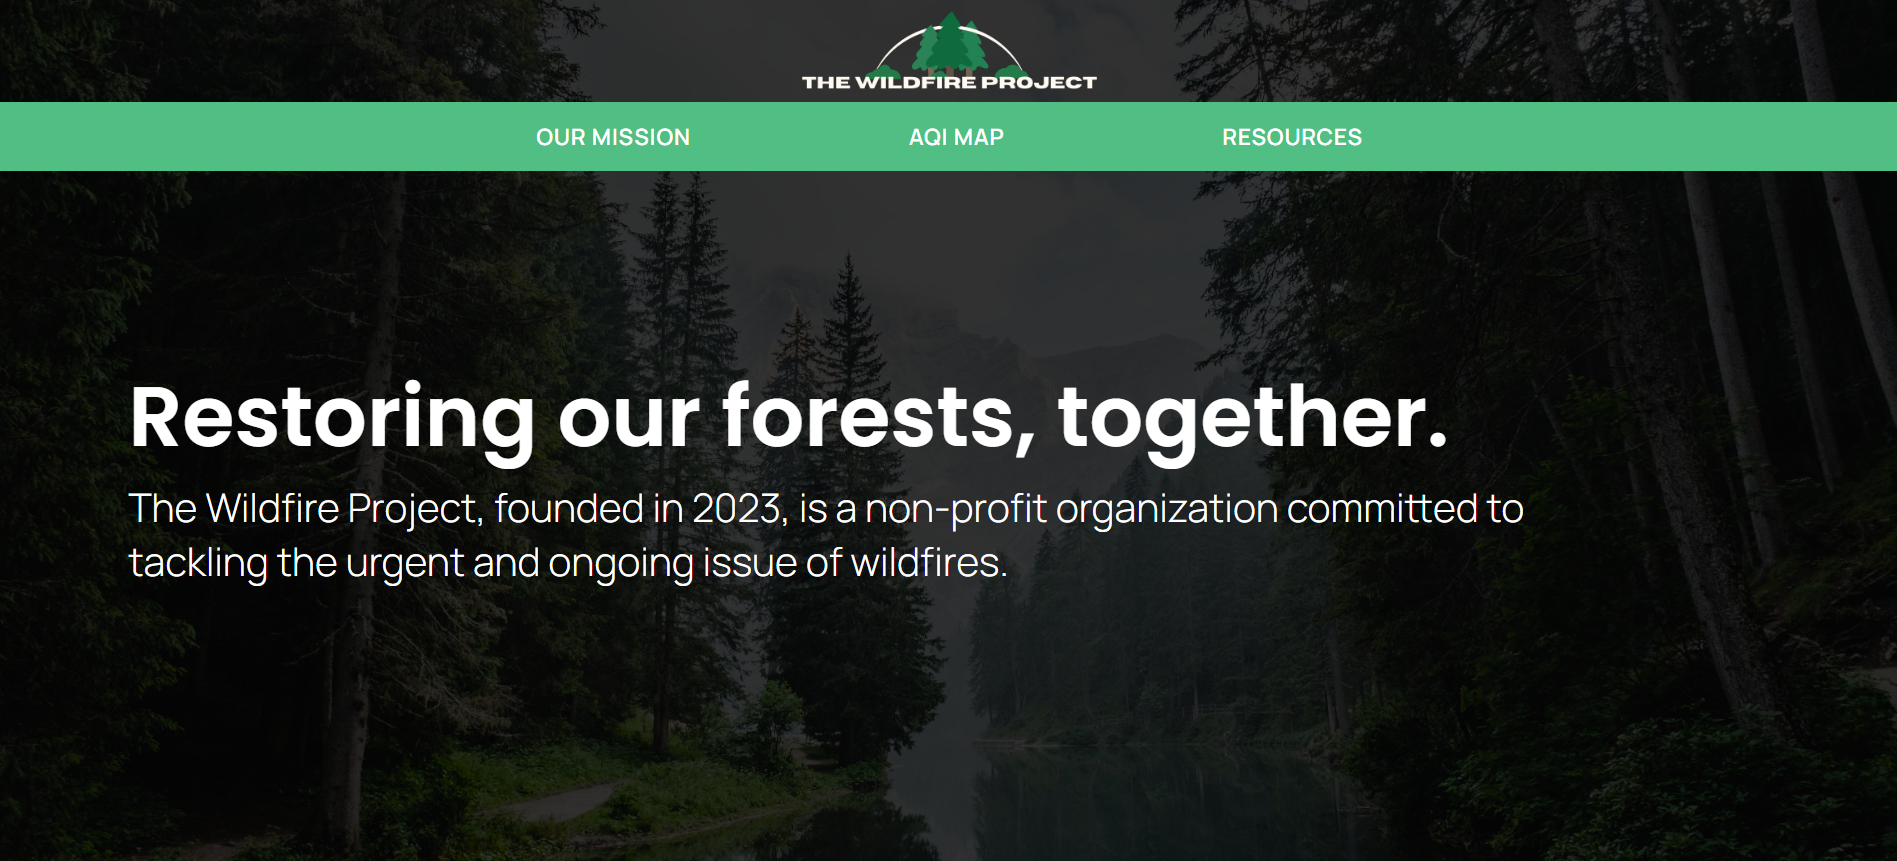 THE WILDFIRE PROJECT
OUR MISSION
AQI MAP
RESOURCES
Restoring our forests, together.
The Wildfire Project, founded in 2023, is a non-profit organization committed to
tackling the urgent and ongoing issue of wildfires.